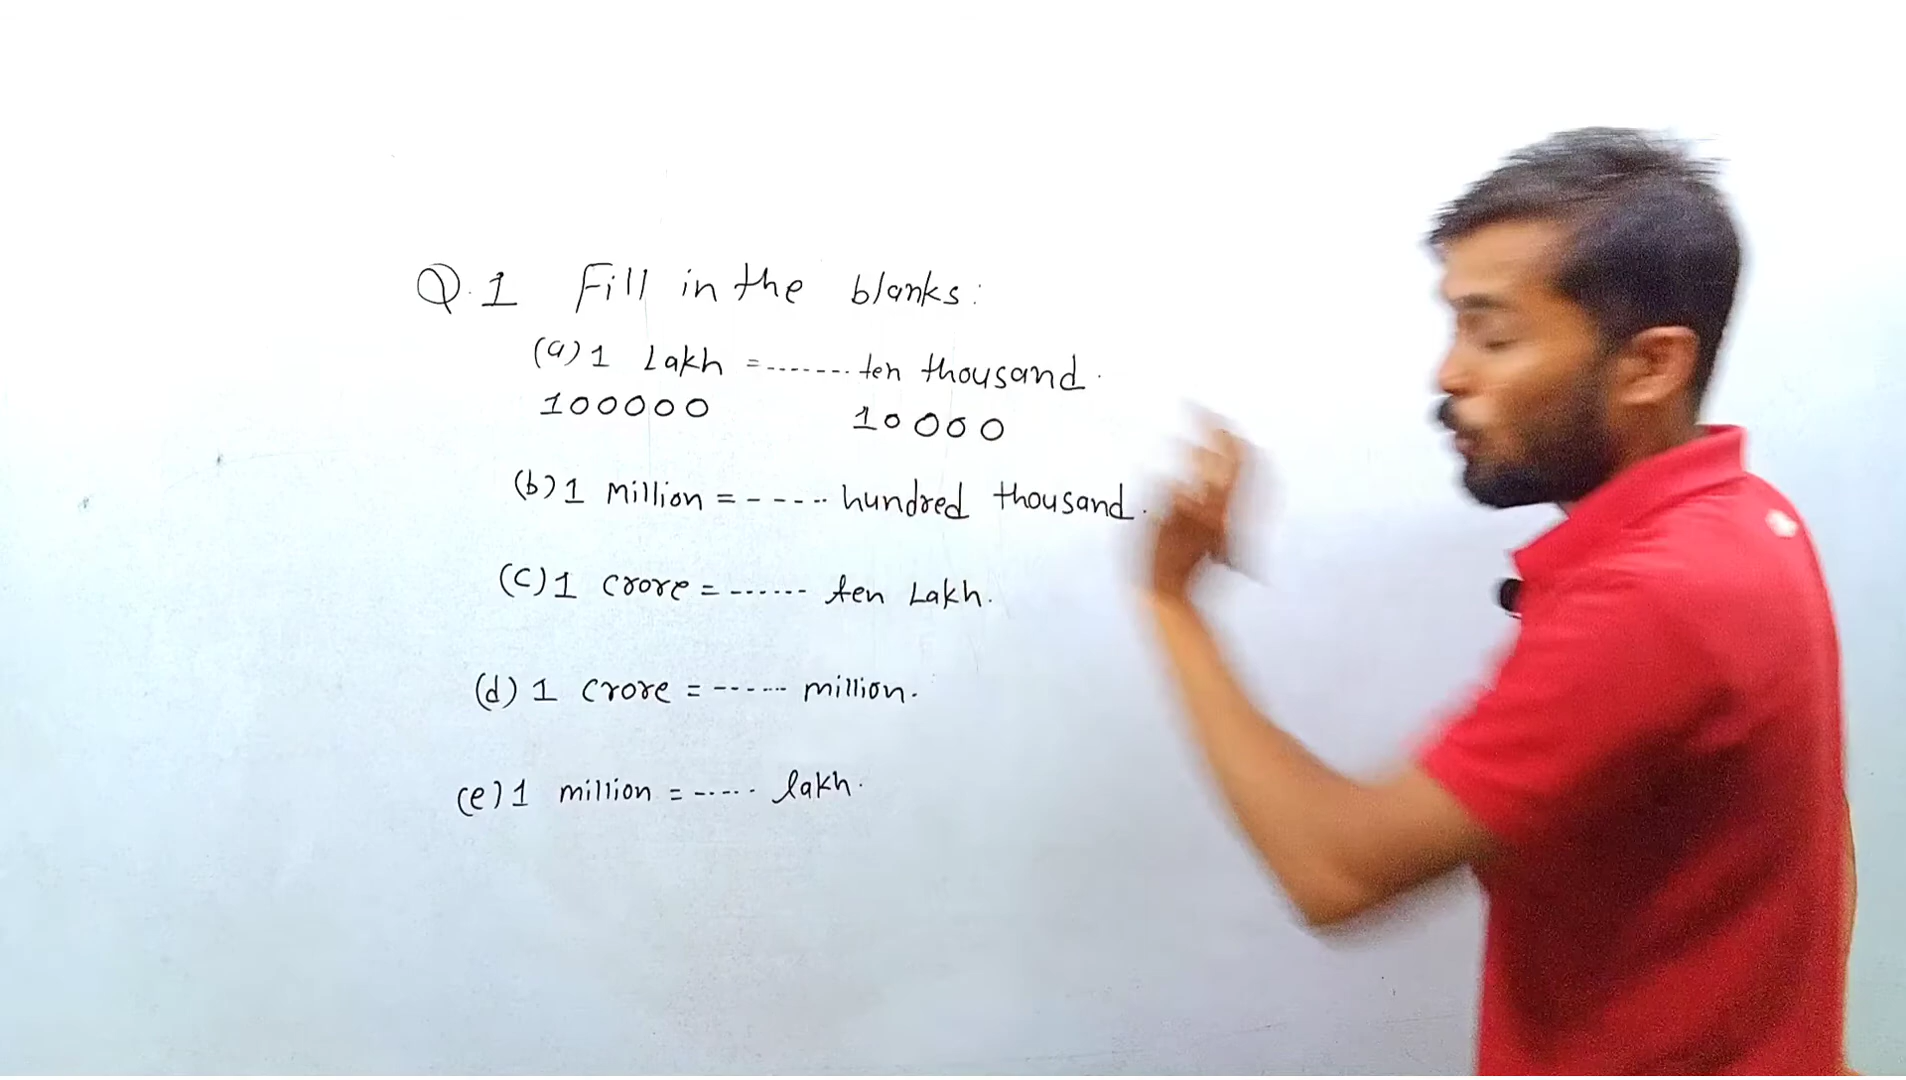 Q.1 Fill in the blanks:
(a) 1 Lakh = ------- ten thousand.
100000 10000
(b) 1 Million = ------ hundred thousand.
(c) 1 crore = ------ ten Lakh.
(d) 1 crore = ------ million.
(e) 1 million = ----- lakh.